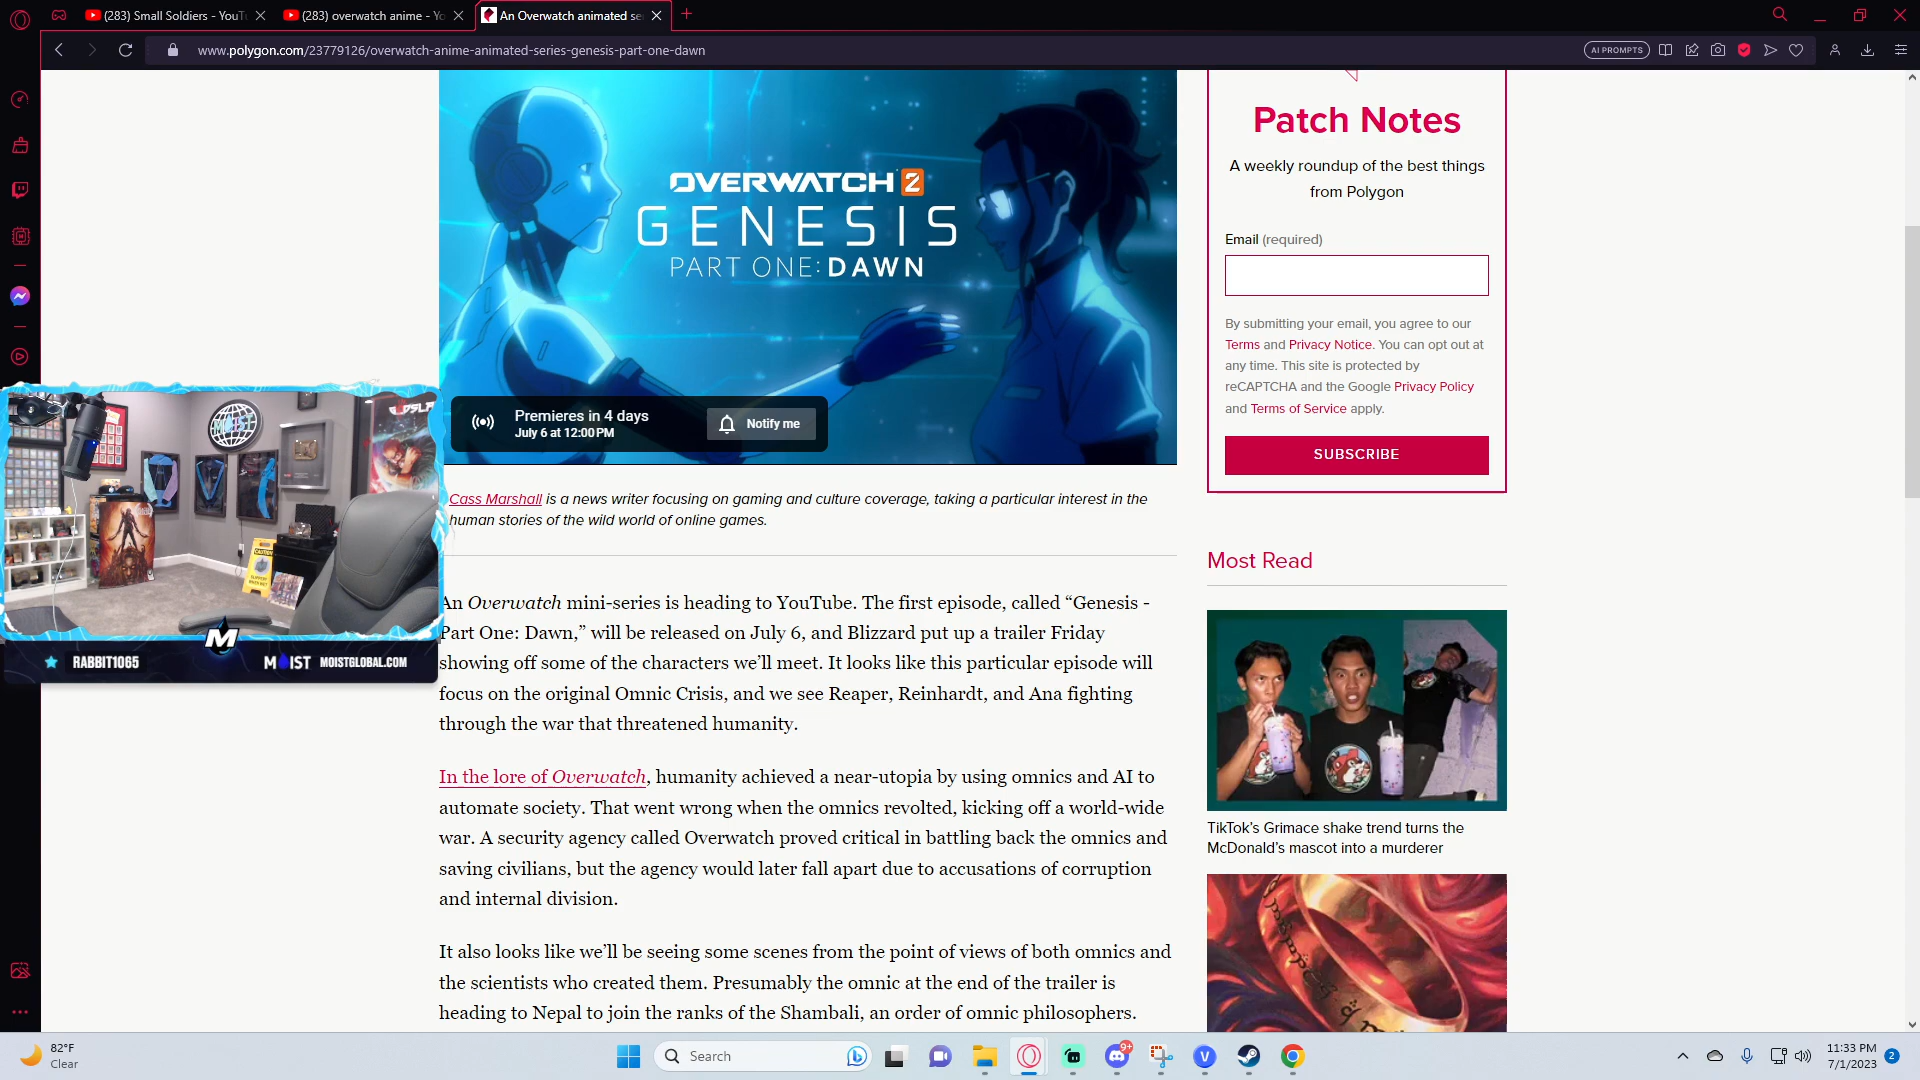 (283) Small Soldiers - YouTu
(283) overwatch anime - Yo
An Overwatch animated se
www.polygon.com/23779126/overwatch-anime-animated-series-genesis-part-one-dawn
AI PROMPTS
OVERWATCH 2
GENESIS
PART ONE: DAWN
Premieres in 4 days
July 6 at 12:00 PM
Notify me
Cass Marshall is a news writer focusing on gaming and culture coverage, taking a particular interest in the
human stories of the wild world of online games.
An Overwatch mini-series is heading to YouTube. The first episode, called “Genesis -
Part One: Dawn,” will be released on July 6, and Blizzard put up a trailer Friday
showing off some of the characters we’ll meet. It looks like this particular episode will
focus on the original Omnic Crisis, and we see Reaper, Reinhardt, and Ana fighting
through the war that threatened humanity.
In the lore of Overwatch, humanity achieved a near-utopia by using omnics and AI to
automate society. That went wrong when the omnics revolted, kicking off a world-wide
war. A security agency called Overwatch proved critical in battling back the omnics and
saving civilians, but the agency would later fall apart due to accusations of corruption
and internal division.
It also looks like we’ll be seeing some scenes from the point of views of both omnics and
the scientists who created them. Presumably the omnic at the end of the trailer is
heading to Nepal to join the ranks of the Shambali, an order of omnic philosophers.
Patch Notes
A weekly roundup of the best things
from Polygon
Email (required)
By submitting your email, you agree to our
Terms and Privacy Notice. You can opt out at
any time. This site is protected by
reCAPTCHA and the Google Privacy Policy
and Terms of Service apply.
SUBSCRIBE
Most Read
TikTok’s Grimace shake trend turns the
McDonald’s mascot into a murderer
MOIST
CAUTION
M
RABBIT1065
MOIST
MOISTGLOBAL.COM
82°F
Clear
Search
9+
11:33 PM
7/1/2023
2